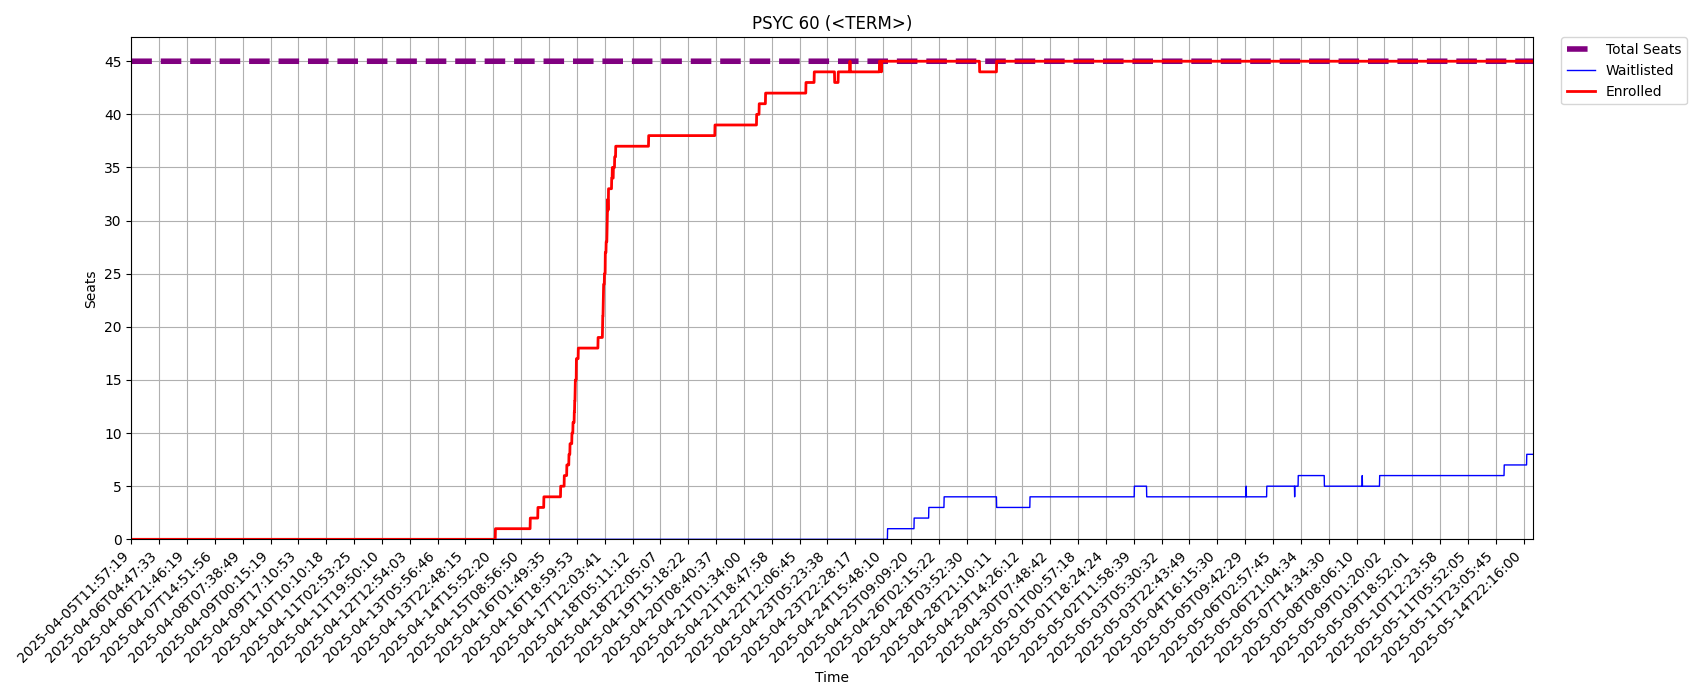 PSYC 60 (<TERM>)
Total Seats
Waitlisted
Enrolled
Seats
45
40
35
30
25
20
15
10
5
0
2025-04-05T11:57:19
2025-04-06T04:47:33
2025-04-06T21:46:19
2025-04-07T14:51:56
2025-04-08T07:38:49
2025-04-09T00:15:19
2025-04-09T17:10:53
2025-04-10T10:10:18
2025-04-11T02:53:25
2025-04-11T19:50:10
2025-04-12T12:54:03
2025-04-13T05:56:46
2025-04-13T22:48:15
2025-04-14T15:52:20
2025-04-15T08:56:50
2025-04-16T01:49:35
2025-04-16T18:59:53
2025-04-17T12:03:41
2025-04-18T05:11:12
2025-04-18T22:05:07
2025-04-19T15:18:22
2025-04-20T08:40:37
2025-04-21T01:34:00
2025-04-21T18:47:58
2025-04-22T12:06:45
2025-04-23T05:23:38
2025-04-23T22:28:17
2025-04-24T15:48:10
2025-04-25T09:09:20
2025-04-26T02:15:22
2025-04-28T03:52:30
2025-04-28T21:10:11
2025-04-29T14:26:12
2025-04-30T07:48:42
2025-05-01T00:57:18
2025-05-01T18:24:24
2025-05-02T11:58:39
2025-05-03T05:30:32
2025-05-03T22:43:49
2025-05-04T16:15:30
2025-05-05T09:42:29
2025-05-06T02:57:45
2025-05-06T21:04:34
2025-05-07T14:34:30
2025-05-08T08:06:10
2025-05-09T01:20:02
2025-05-09T18:52:01
2025-05-10T12:23:58
2025-05-11T05:52:05
2025-05-11T23:05:45
2025-05-14T22:16:00
Time